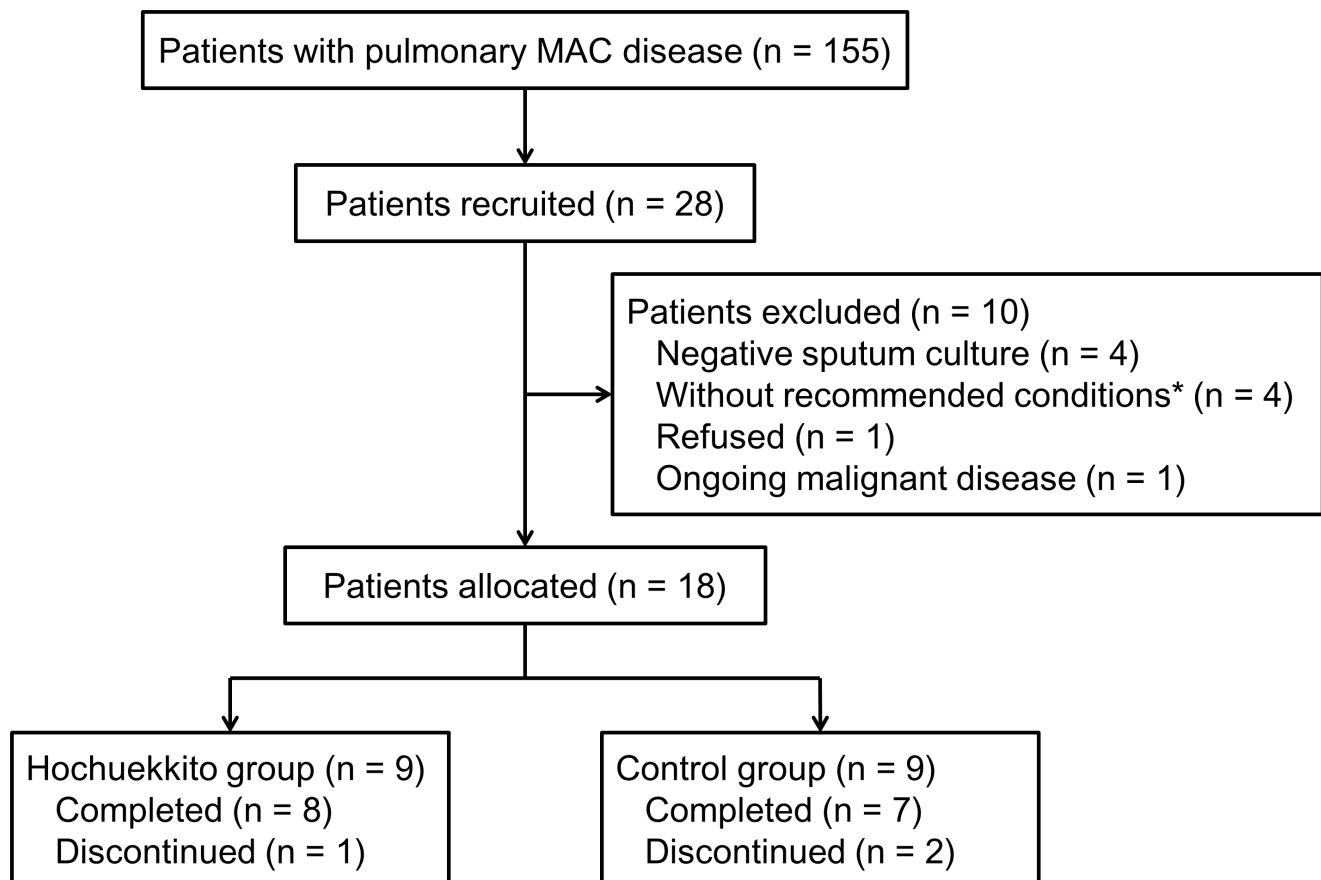 Patients with pulmonary MAC disease (n = 155)
Patients recruited (n = 28)
Patients excluded (n = 10)
Negative sputum culture (n = 4)
Without recommended conditions* (n = 4)
Refused (n = 1)
Ongoing malignant disease (n = 1)
Patients allocated (n = 18)
Hochuekkito group (n = 9)
Completed (n = 8)
Discontinued (n = 1)
Control group (n = 9)
Completed (n = 7)
Discontinued (n = 2)